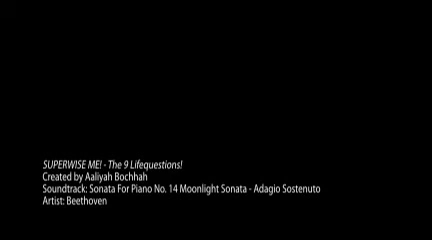 SUPERWISE ME! - The 9 Lifequestions!
Created by Aaliyah Bochhah
Soundtrack: Sonata For Piano No. 14 Moonlight Sonata - Adagio Sostenuto
Artist: Beethoven